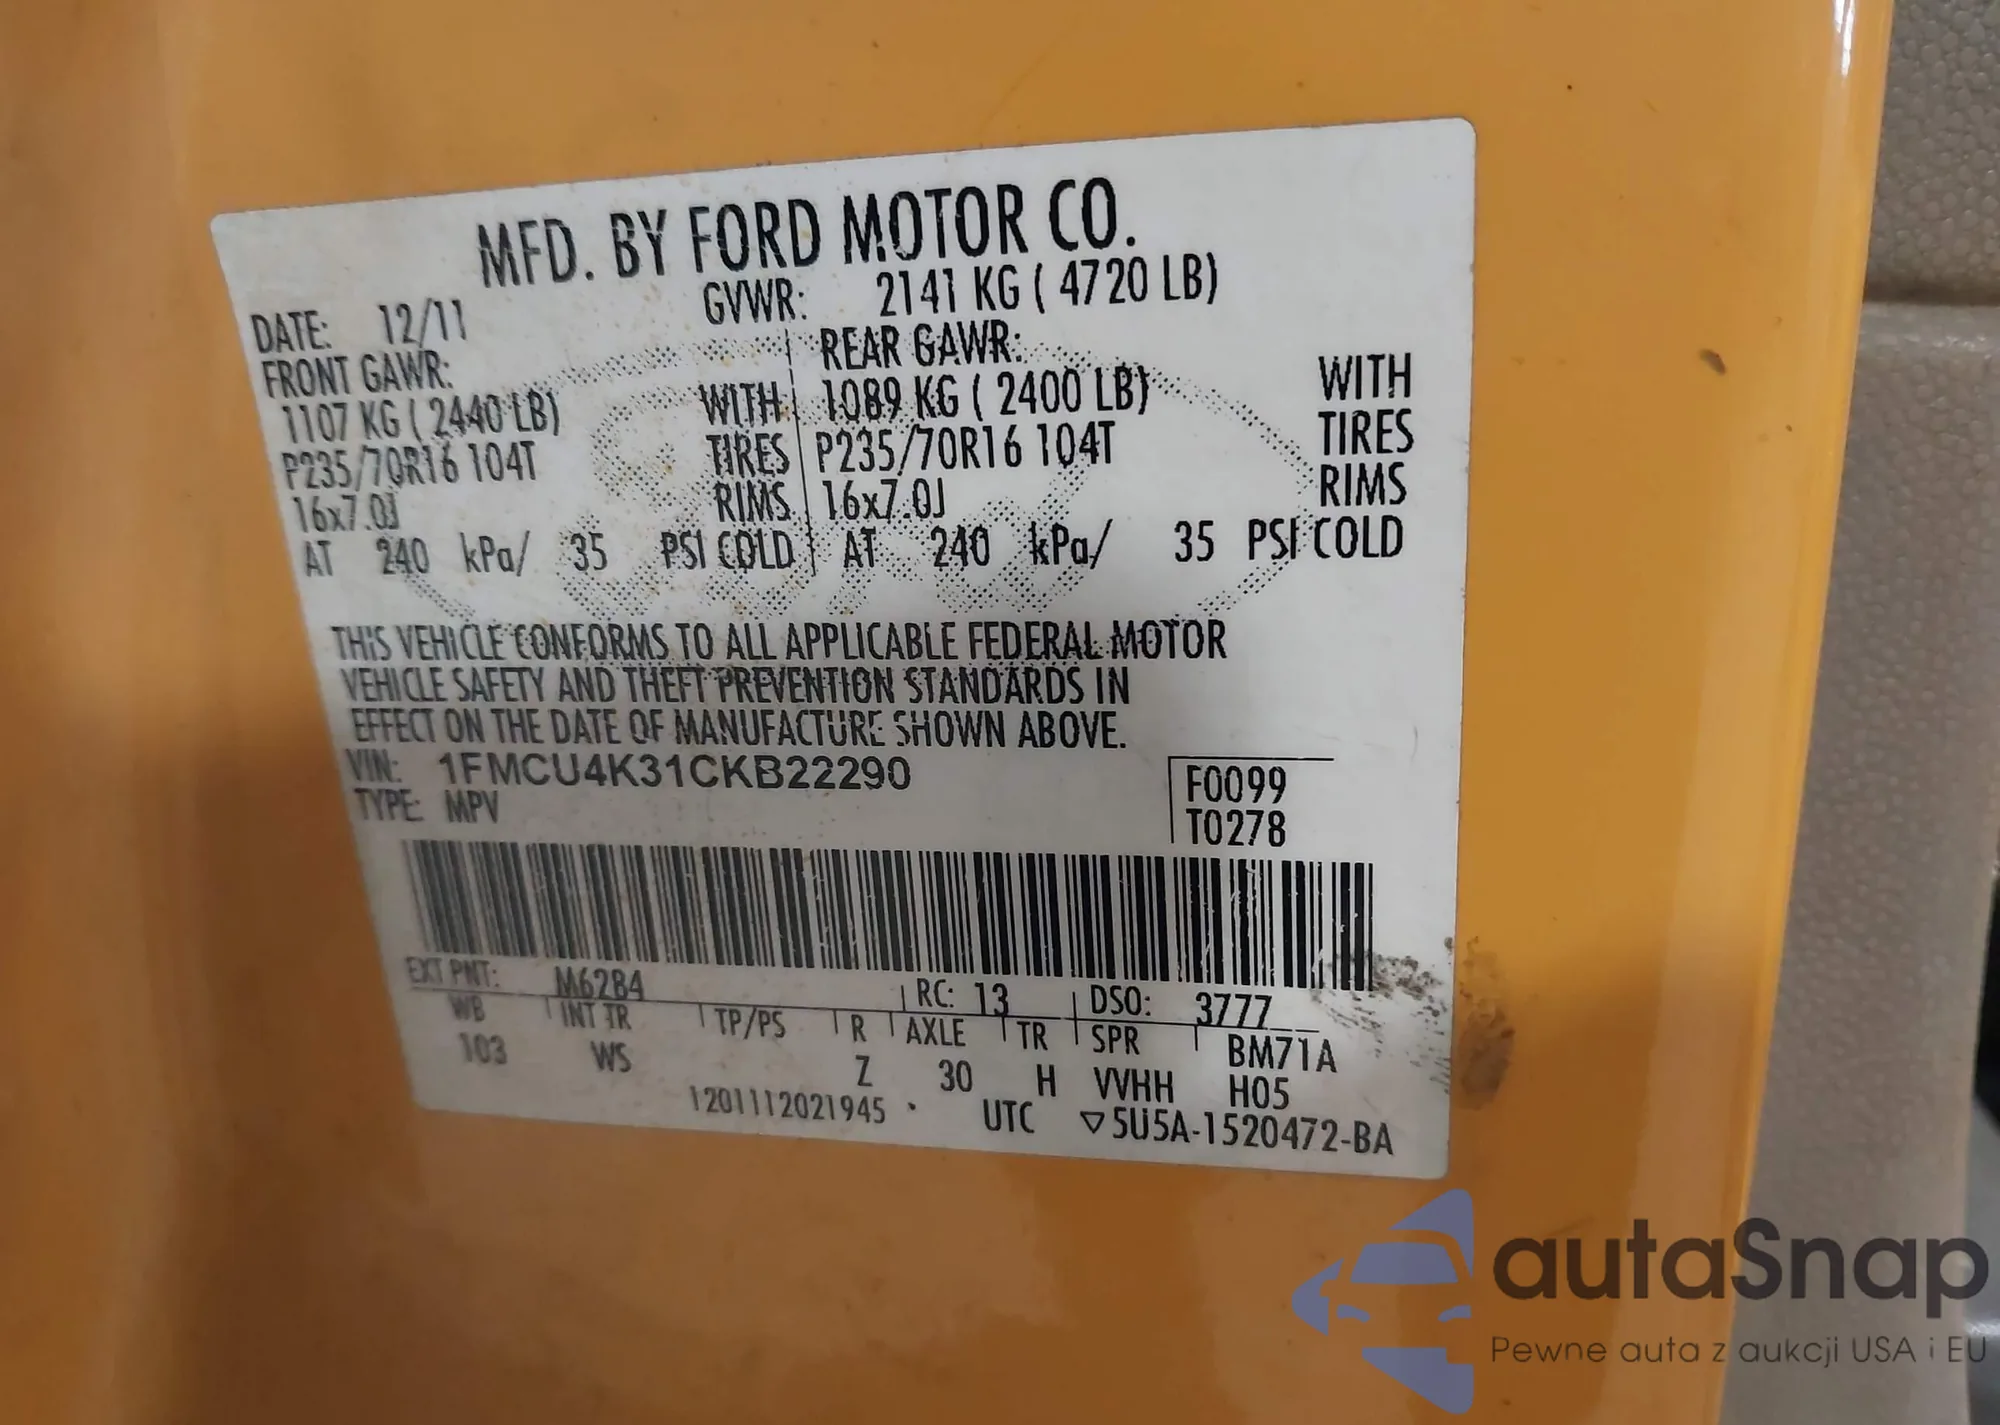 MFD. BY FORD MOTOR CO.
DATE: 12/11 GVWR: 2141 KG ( 4720 LB)
FRONT GAWR: REAR GAWR:
1107 KG ( 2440 LB) WITH 1089 KG ( 2400 LB) WITH
P235/70R16 104T TIRES P235/70R16 104T TIRES
16x7.0J RIMS 16x7.0J RIMS
AT 240 kPa/ 35 PSI COLD AT 240 kPa/ 35 PSI COLD
THIS VEHICLE CONFORMS TO ALL APPLICABLE FEDERAL MOTOR
VEHICLE SAFETY AND THEFT PREVENTION STANDARDS IN
EFFECT ON THE DATE OF MANUFACTURE SHOWN ABOVE.
VIN: 1FMCU4K31CKB22290 F0099
TYPE: MPV T0278
EXT PNT: M62B4 RC: 13 DSO: 3777
WB INT TR TP/PS R AXLE TR SPR BM71A
103 WS Z 30 H VVHH H05
1201112021945 UTC ▽5U5A-1520472-BA
autaSnap
Pewne auta z aukcji USA i EU